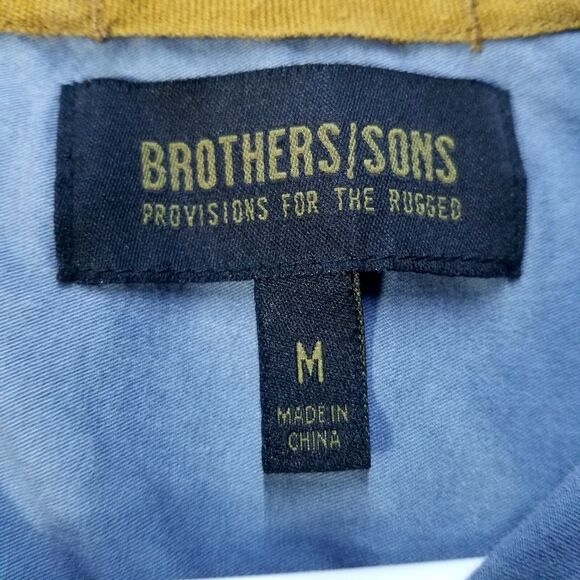 BROTHERS/SONS
PROVISIONS FOR THE RUGGED
M
MADE IN
CHINA